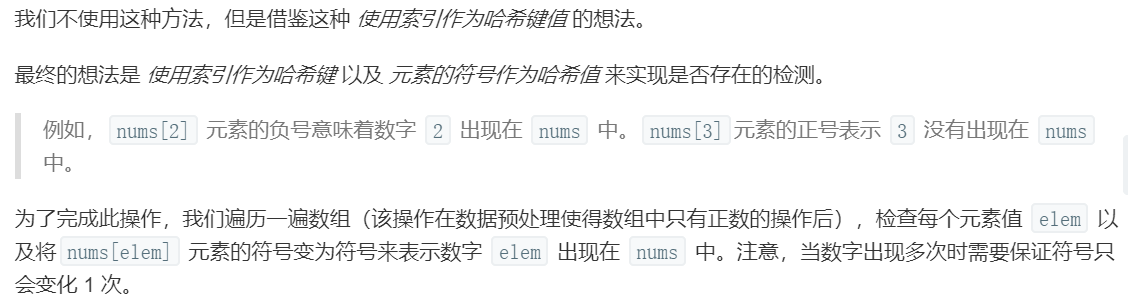 我们不使用这种方法，但是借鉴这种 使用索引作为哈希键值 的想法。
最终的想法是 使用索引作为哈希键 以及 元素的符号作为哈希值 来实现是否存在的检测。
例如， nums[2] 元素的负号意味着数字 2 出现在 nums 中。 nums[3] 元素的正号表示 3 没有出现在 nums
中。
为了完成此操作，我们遍历一遍数组（该操作在数据预处理使得数组中只有正数的操作后），检查每个元素值 elem 以
及将 nums[elem] 元素的符号变为符号来表示数字 elem 出现在 nums 中。注意，当数字出现多次时需要保证符号只
会变化 1 次。